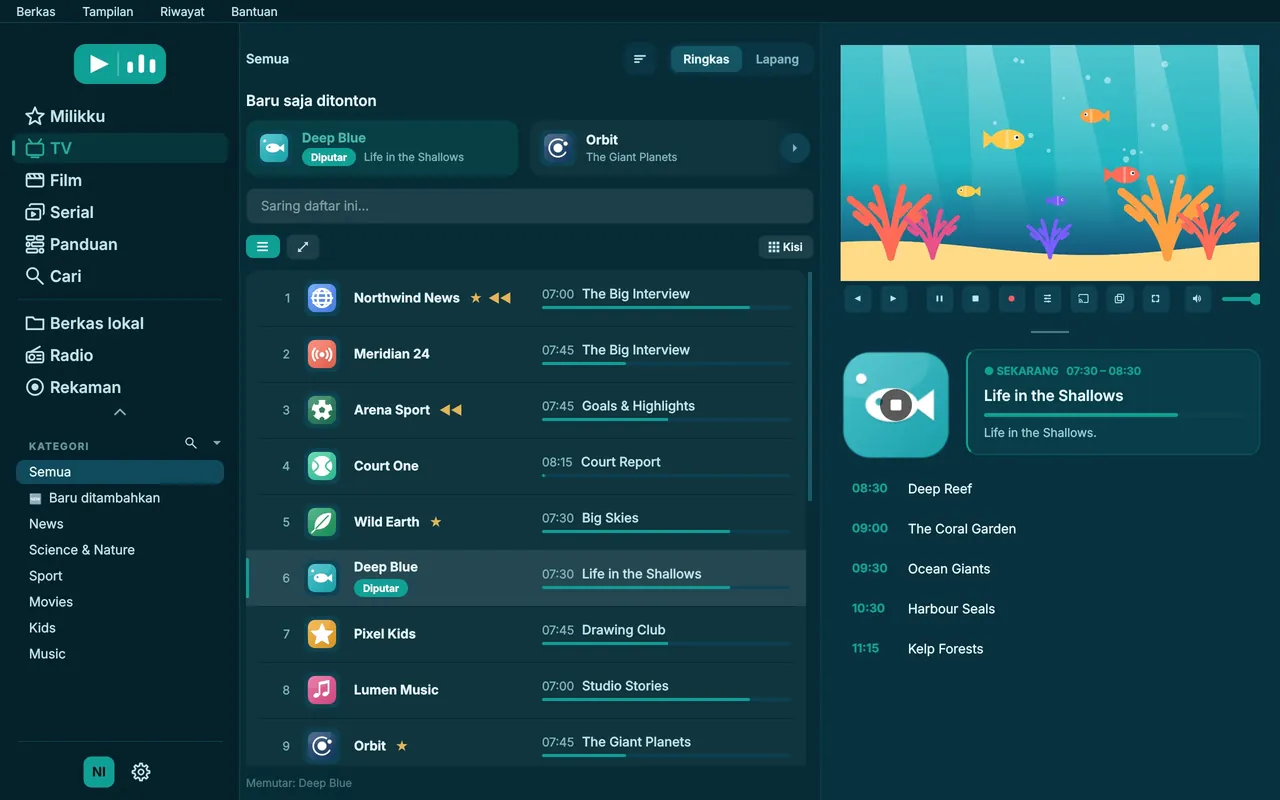 Berkas Tampilan Riwayat Bantuan
Milikku
TV
Film
Serial
Panduan
Cari
Berkas lokal
Radio
Rekaman
KATEGORI
Semua
Baru ditambahkan
News
Science & Nature
Sport
Movies
Kids
Music
NI
Semua
Ringkas Lapang
Baru saja ditonton
Deep Blue
Diputar Life in the Shallows
Orbit
The Giant Planets
Saring daftar ini...
Kisi
1 Northwind News 07:00 The Big Interview
2 Meridian 24 07:45 The Big Interview
3 Arena Sport 07:45 Goals & Highlights
4 Court One 08:15 Court Report
5 Wild Earth 07:30 Big Skies
6 Deep Blue Diputar 07:30 Life in the Shallows
7 Pixel Kids 07:45 Drawing Club
8 Lumen Music 07:00 Studio Stories
9 Orbit 07:45 The Giant Planets
Memutar: Deep Blue
SEKARANG 07:30 – 08:30
Life in the Shallows
Life in the Shallows.
08:30 Deep Reef
09:00 The Coral Garden
09:30 Ocean Giants
10:30 Harbour Seals
11:15 Kelp Forests